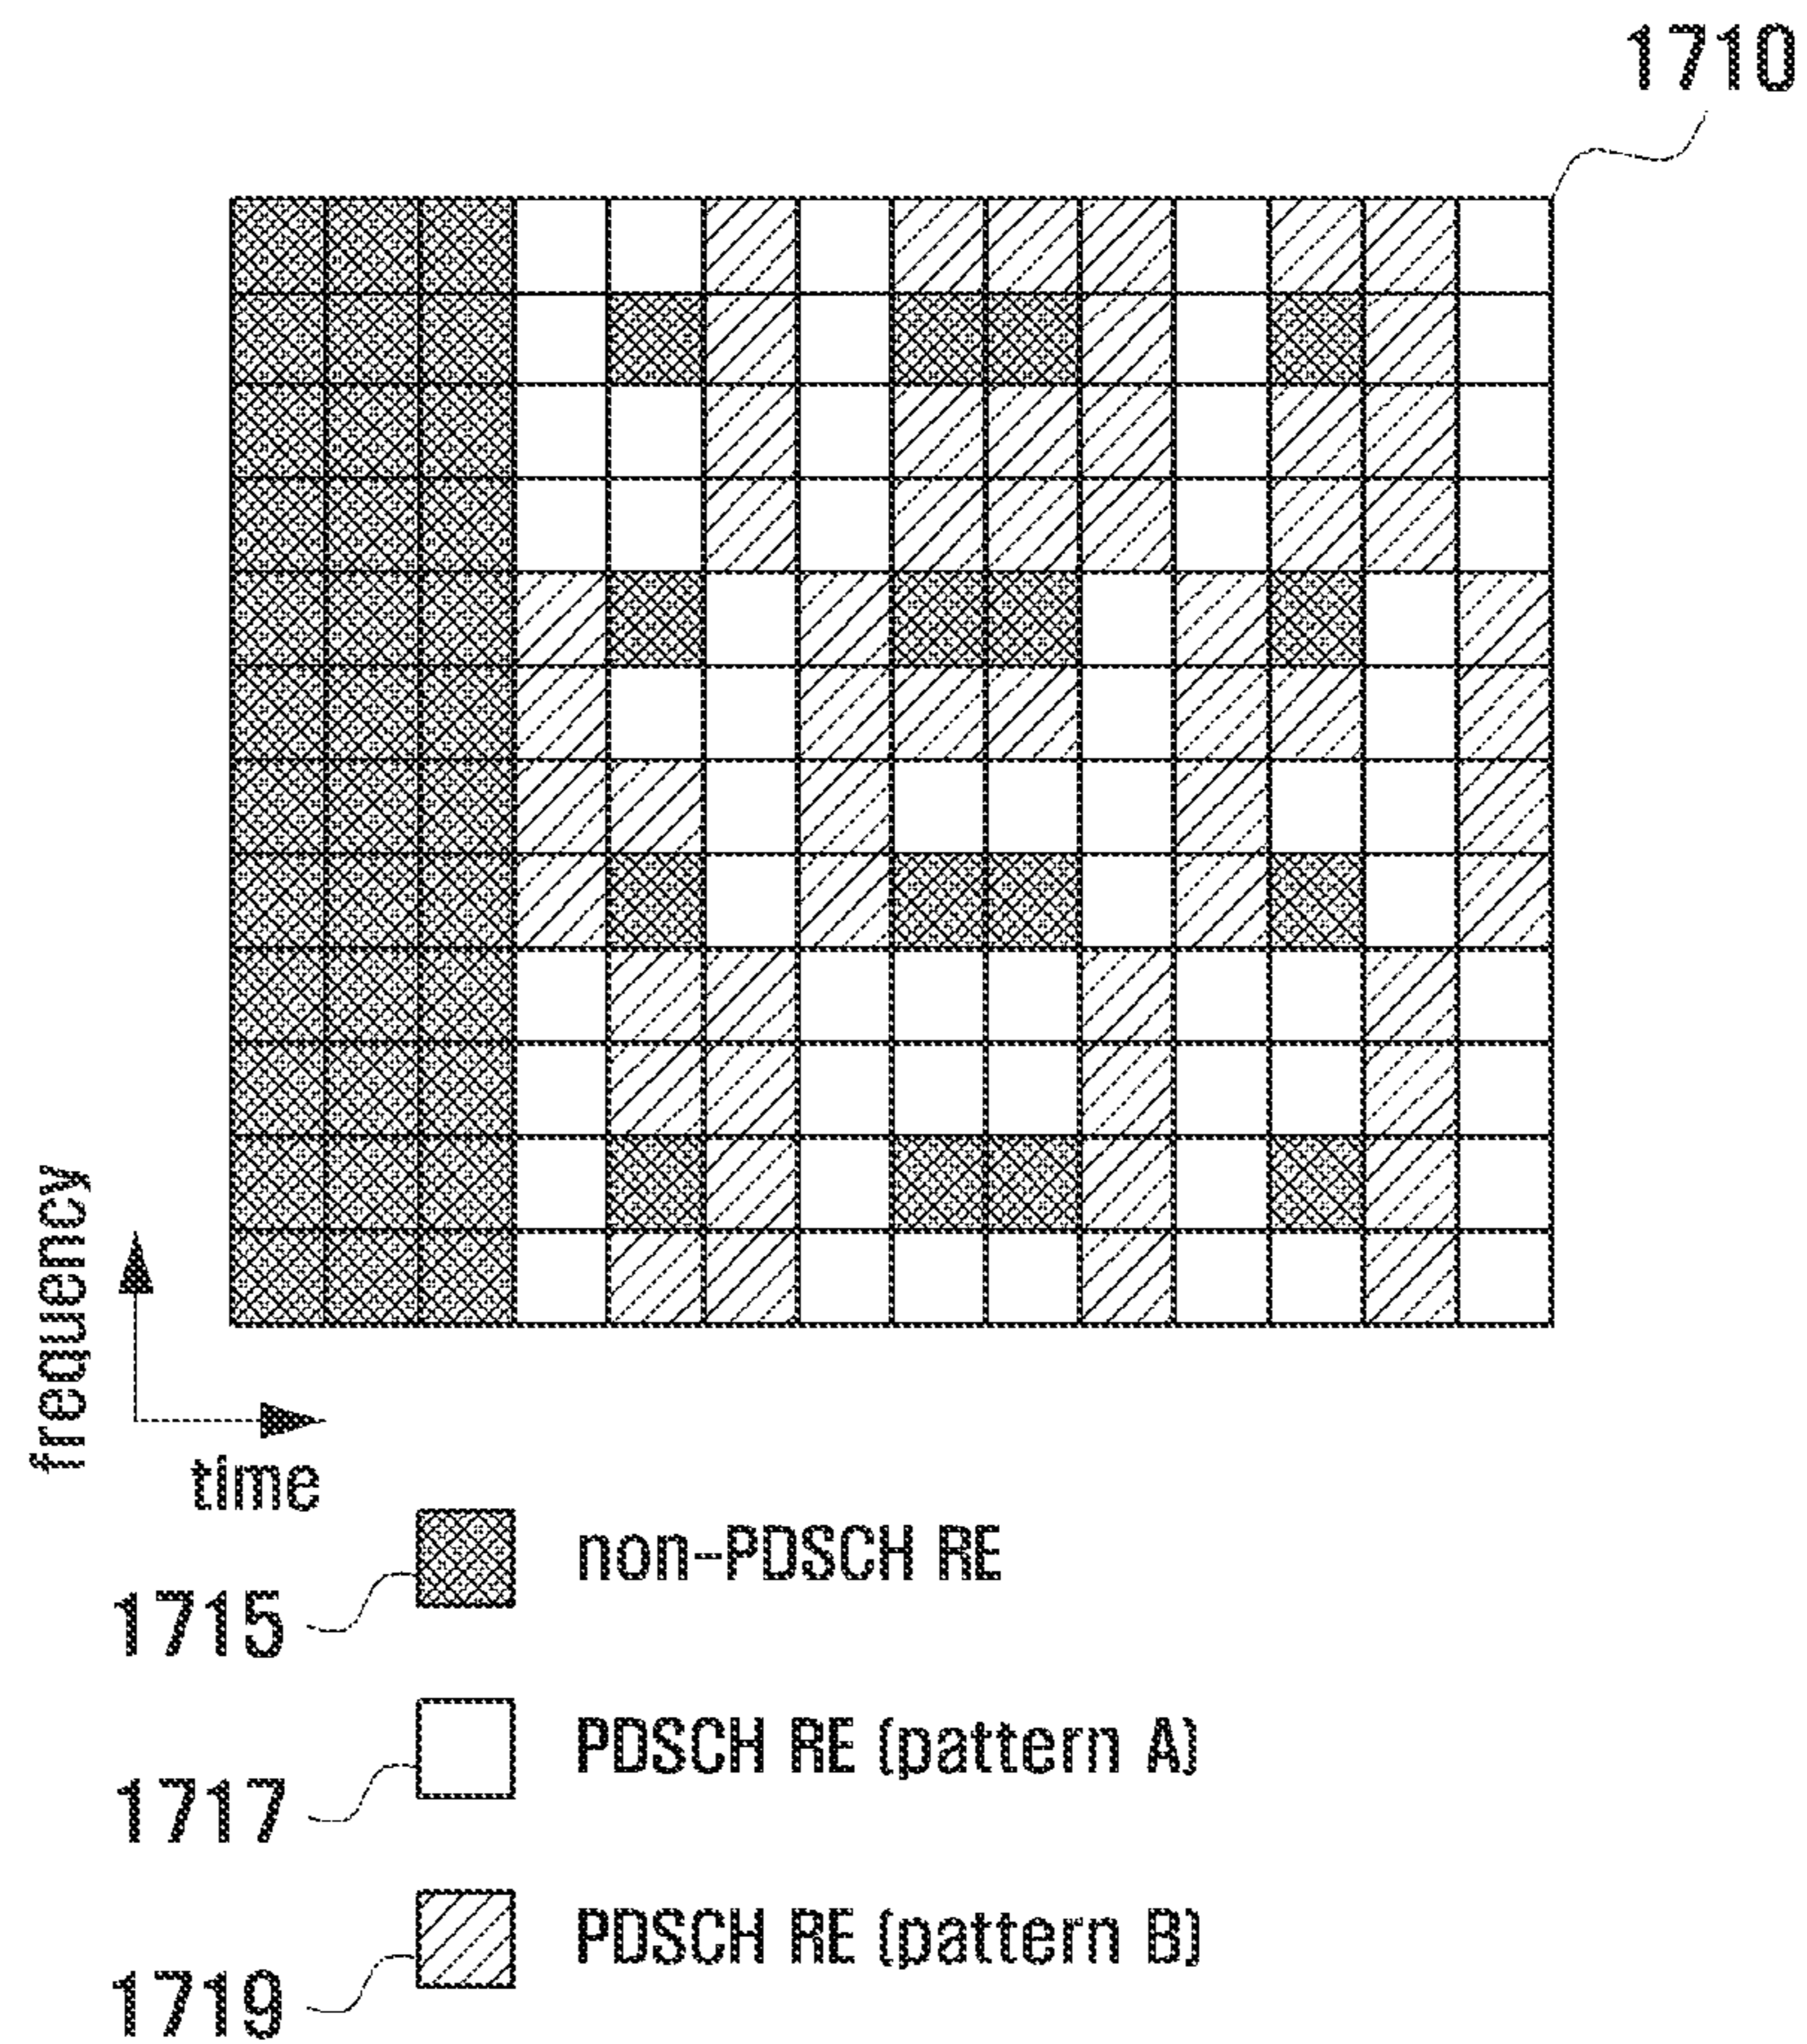 1710
frequency
time
non-PDSCH RE
1715
PDSCH RE (pattern A)
1717
PDSCH RE (pattern B)
1719